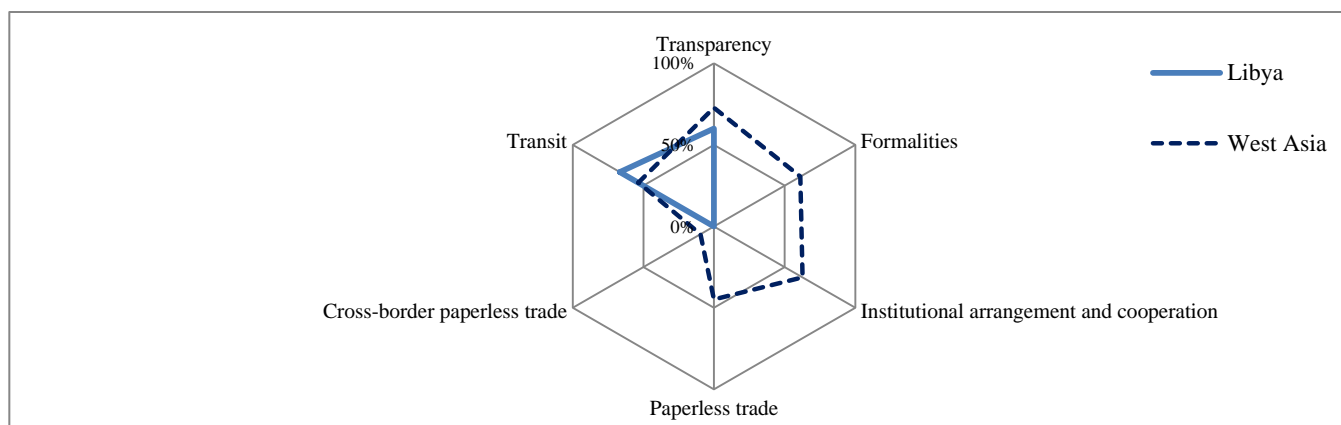 Transparency
100%
Libya
Transit
50%
Formalities
West Asia
0%
Cross-border paperless trade
Institutional arrangement and cooperation
Paperless trade